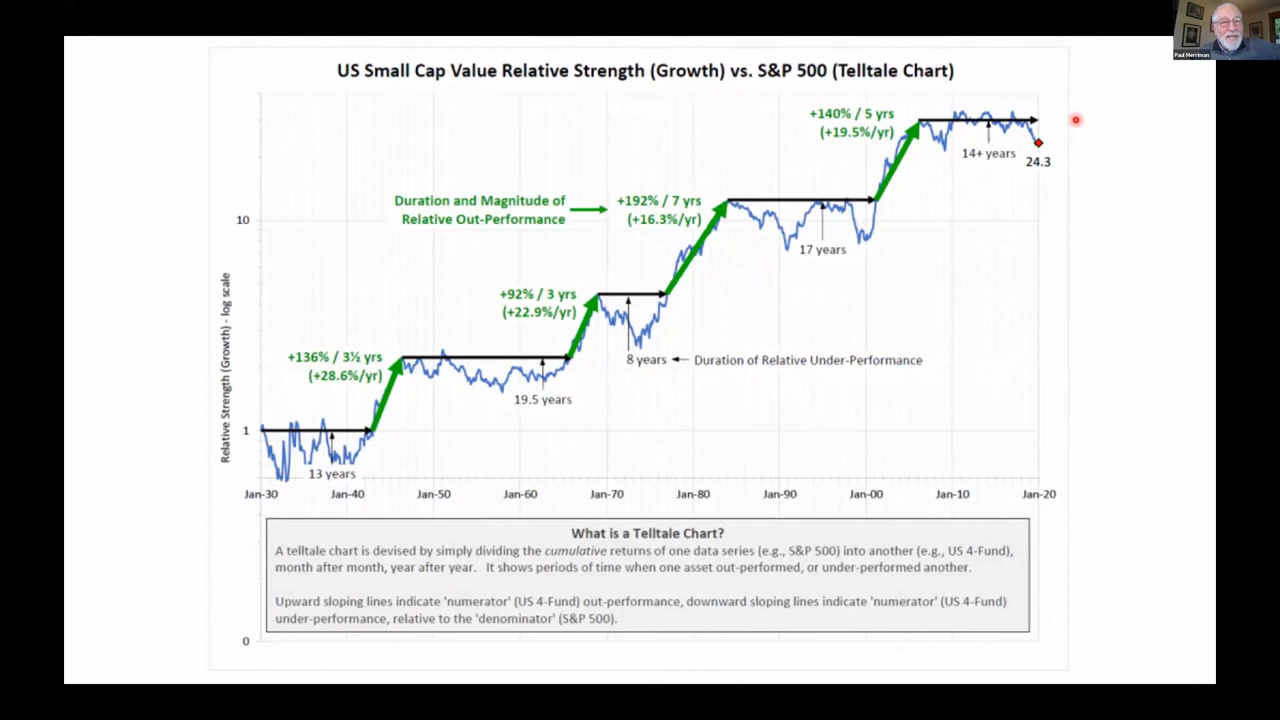 Paul Merriman
US Small Cap Value Relative Strength (Growth) vs. S&P 500 (Telltale Chart)
+140% / 5 yrs
(+19.5%/yr)
14+ years
24.3
Duration and Magnitude of
Relative Out-Performance
+192% / 7 yrs
(+16.3%/yr)
10
17 years
+92% / 3 yrs
(+22.9%/yr)
8 years
Duration of Relative Under-Performance
+136% / 3½ yrs
(+28.6%/yr)
19.5 years
Relative Strength (Growth) - log scale
1
13 years
Jan-30 Jan-40 Jan-50 Jan-60 Jan-70 Jan-80 Jan-90 Jan-00 Jan-10 Jan-20
What is a Telltale Chart?
A telltale chart is devised by simply dividing the cumulative returns of one data series (e.g., S&P 500) into another (e.g., US 4-Fund),
month after month, year after year. It shows periods of time when one asset out-performed, or under-performed another.
Upward sloping lines indicate 'numerator' (US 4-Fund) out-performance, downward sloping lines indicate 'numerator' (US 4-Fund)
under-performance, relative to the 'denominator' (S&P 500).
0